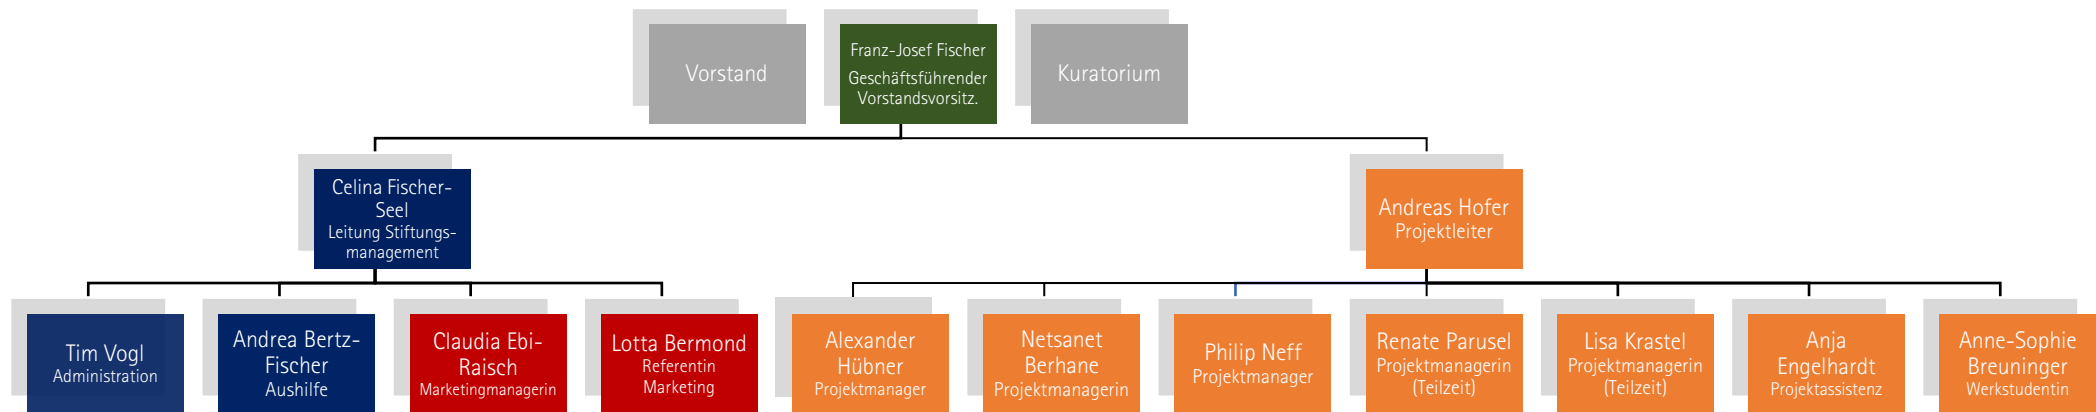 Vorstand
Franz-Josef Fischer
Geschäftsführender
Vorstandsvorsitz.
Kuratorium
Celina Fischer-
Seel
Leitung Stiftungs-
management
Andreas Hofer
Projektleiter
Tim Vogl
Administration
Andrea Bertz-
Fischer
Aushilfe
Claudia Ebi-
Raisch
Marketingmanagerin
Lotta Bermond
Referentin
Marketing
Alexander
Hübner
Projektmanager
Netsanet
Berhane
Projektmanagerin
Philip Neff
Projektmanager
Renate Parusel
Projektmanagerin
(Teilzeit)
Lisa Krastel
Projektmanagerin
(Teilzeit)
Anja
Engelhardt
Projektassistenz
Anne-Sophie
Breuninger
Werkstudentin